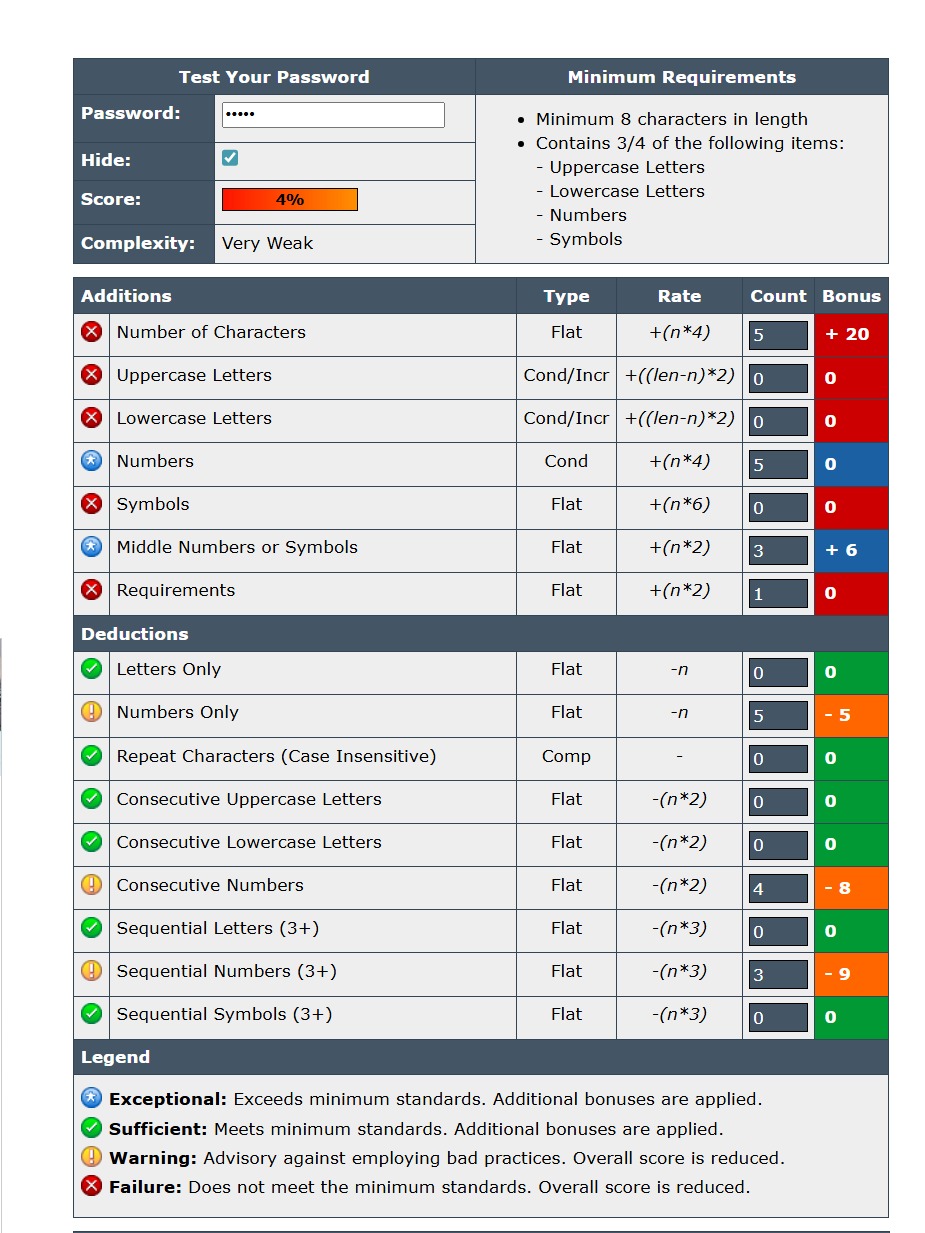 Test Your Password Minimum Requirements
Password: •••••
Hide:
Score: 4%
Complexity: Very Weak
• Minimum 8 characters in length
• Contains 3/4 of the following items:
- Uppercase Letters
- Lowercase Letters
- Numbers
- Symbols
Additions Type Rate Count Bonus
Number of Characters Flat +(n*4) 5 + 20
Uppercase Letters Cond/Incr +((len-n)*2) 0 0
Lowercase Letters Cond/Incr +((len-n)*2) 0 0
Numbers Cond +(n*4) 5 0
Symbols Flat +(n*6) 0 0
Middle Numbers or Symbols Flat +(n*2) 3 + 6
Requirements Flat +(n*2) 1 0
Deductions
Letters Only Flat -n 0 0
Numbers Only Flat -n 5 - 5
Repeat Characters (Case Insensitive) Comp - 0 0
Consecutive Uppercase Letters Flat -(n*2) 0 0
Consecutive Lowercase Letters Flat -(n*2) 0 0
Consecutive Numbers Flat -(n*2) 4 - 8
Sequential Letters (3+) Flat -(n*3) 0 0
Sequential Numbers (3+) Flat -(n*3) 3 - 9
Sequential Symbols (3+) Flat -(n*3) 0 0
Legend
Exceptional: Exceeds minimum standards. Additional bonuses are applied.
Sufficient: Meets minimum standards. Additional bonuses are applied.
Warning: Advisory against employing bad practices. Overall score is reduced.
Failure: Does not meet the minimum standards. Overall score is reduced.